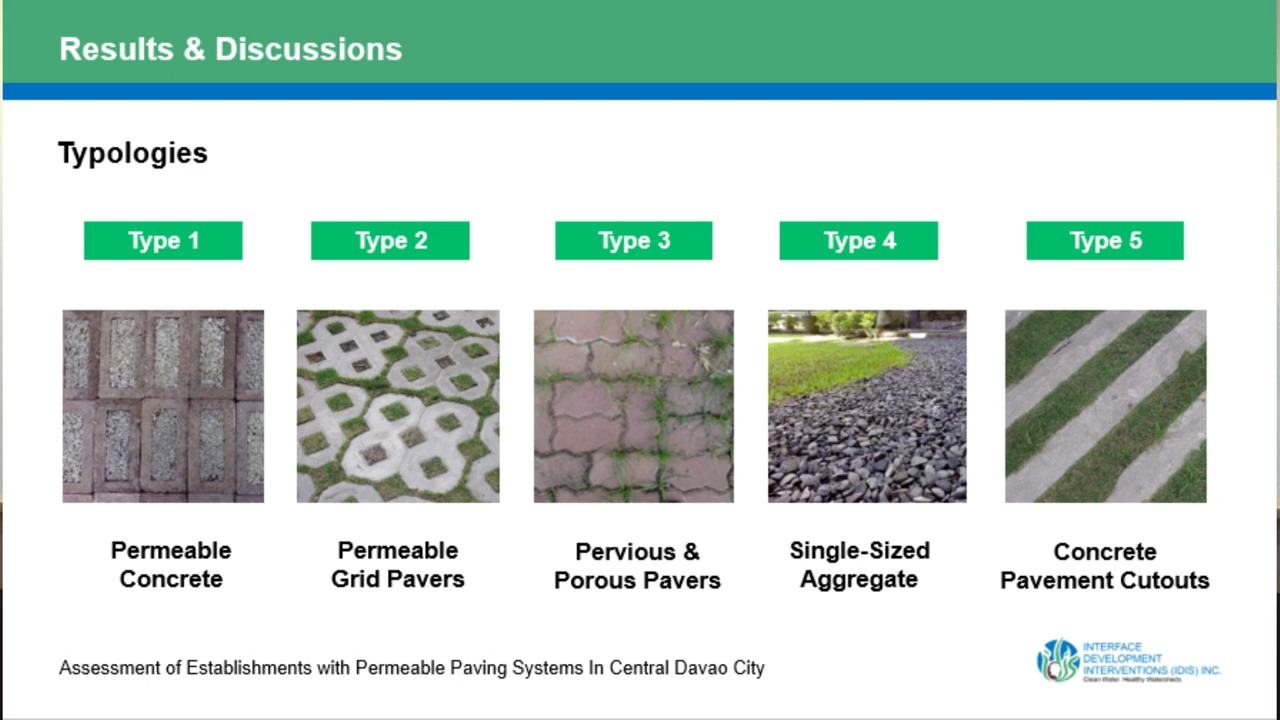 Results & Discussions
Typologies
Type 1
Type 2
Type 3
Type 4
Type 5
Permeable
Concrete
Permeable
Grid Pavers
Pervious &
Porous Pavers
Single-Sized
Aggregate
Concrete
Pavement Cutouts
Assessment of Establishments with Permeable Paving Systems In Central Davao City
INTERFACE
DEVELOPMENT
INTERVENTIONS (IDIS) INC.
Clean Water. Healthy Watersheds.